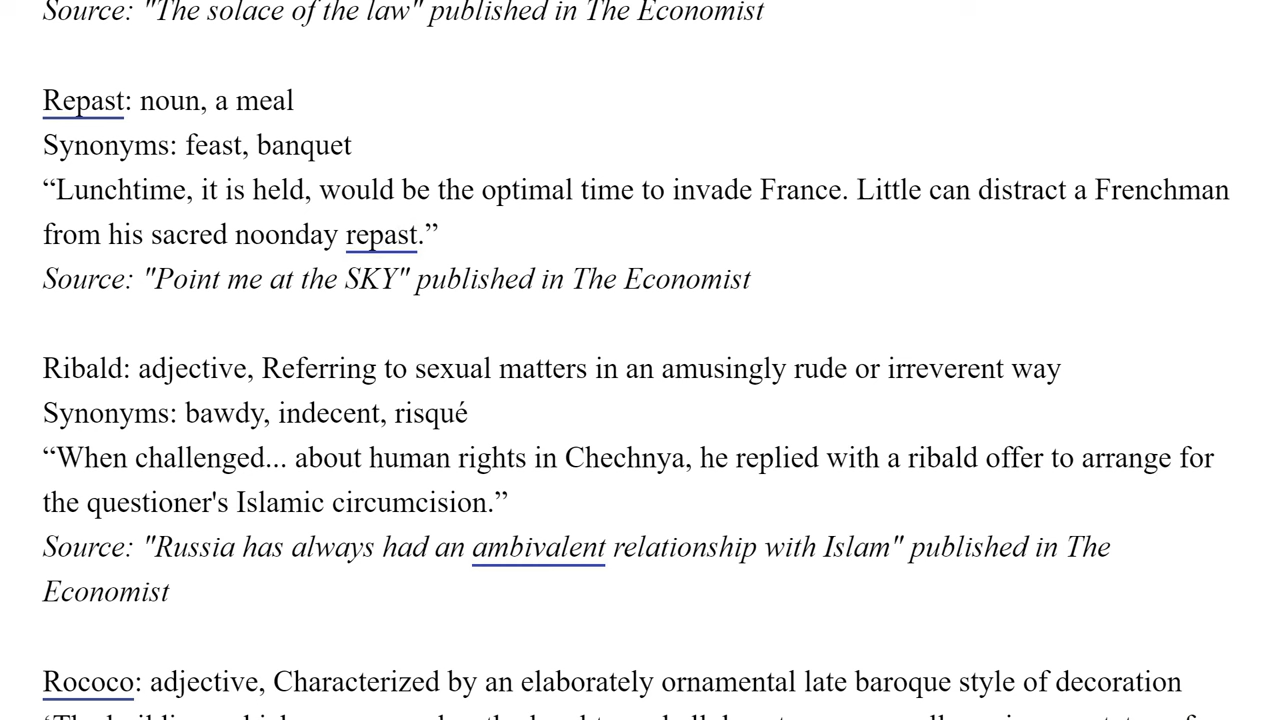 Source: "The solace of the law" published in The Economist
Repast: noun, a meal
Synonyms: feast, banquet
“Lunchtime, it is held, would be the optimal time to invade France. Little can distract a Frenchman
from his sacred noonday repast.”
Source: "Point me at the SKY" published in The Economist
Ribald: adjective, Referring to sexual matters in an amusingly rude or irreverent way
Synonyms: bawdy, indecent, risqué
“When challenged... about human rights in Chechnya, he replied with a ribald offer to arrange for
the questioner's Islamic circumcision.”
Source: "Russia has always had an ambivalent relationship with Islam" published in The
Economist
Rococo: adjective, Characterized by an elaborately ornamental late baroque style of decoration